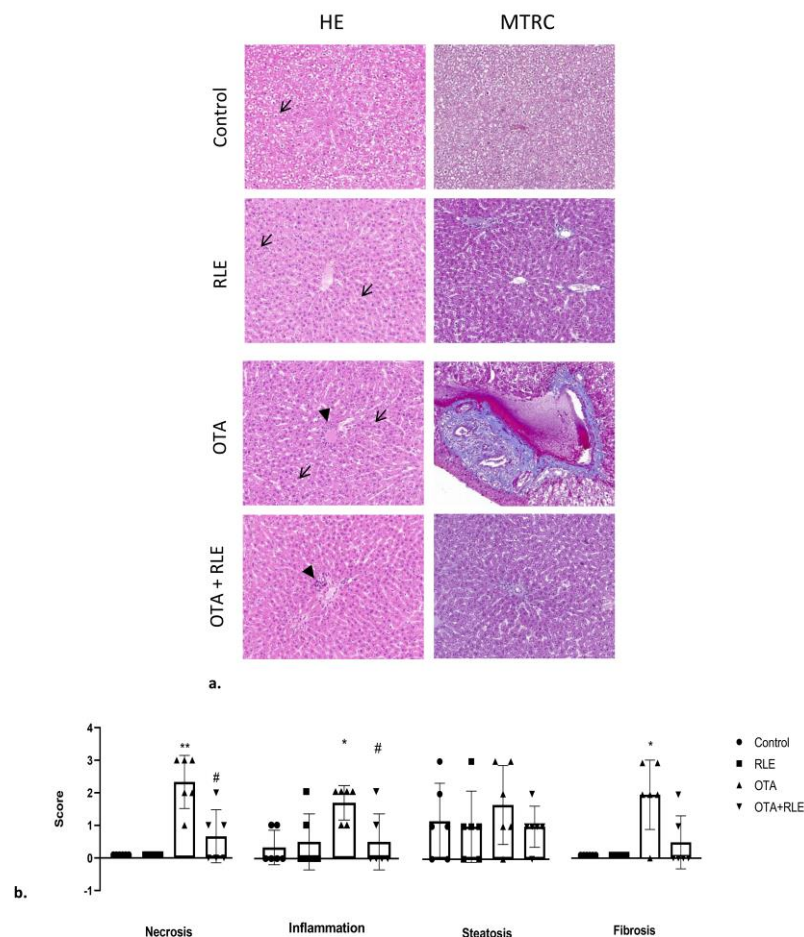 HE MTRC
Control
RLE
OTA
OTA + RLE
a.
4
3
2
1
0
-1
Score
** # * # *
Necrosis Inflammation Steatosis Fibrosis
Control
RLE
OTA
OTA+RLE
b.